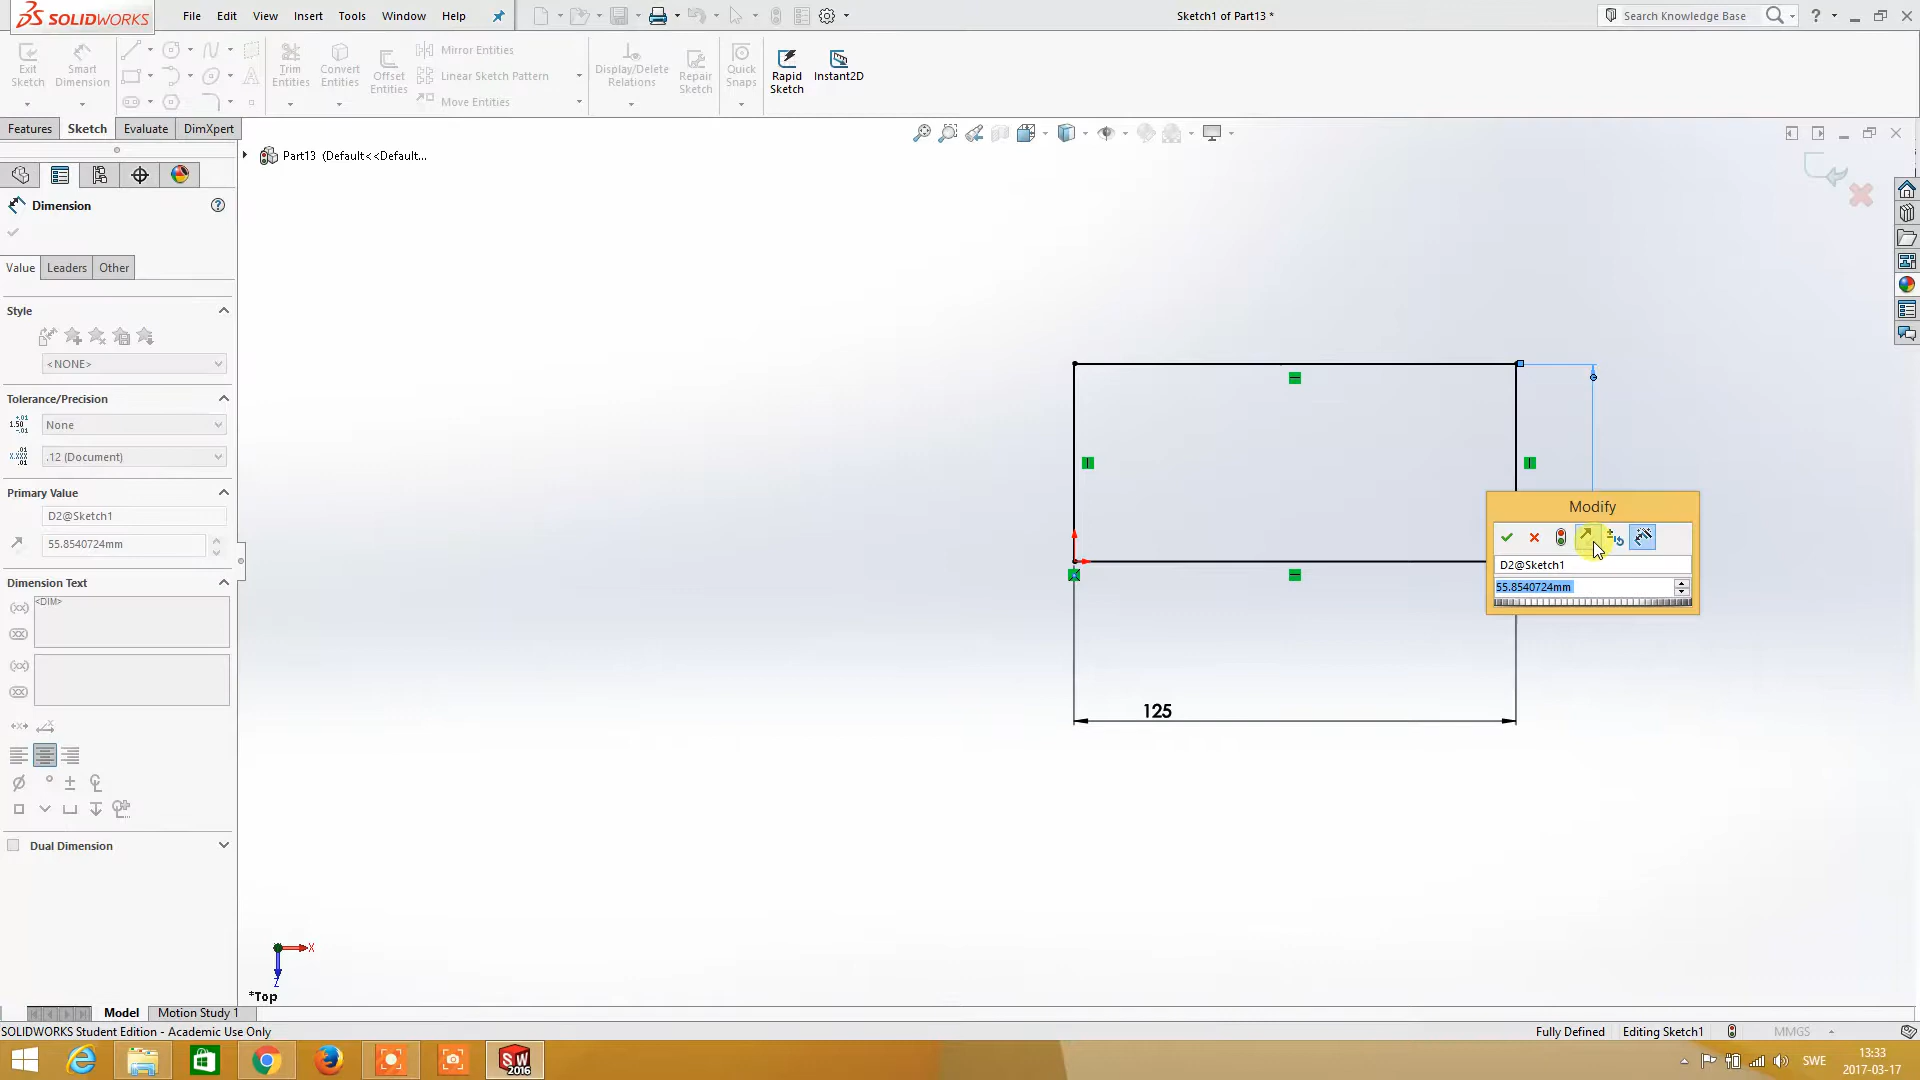 SOLIDWORKS File Edit View Insert Tools Window Help Sketch1 of Part13 * Search Knowledge Base
Exit Sketch
Smart Dimension
Trim Entities
Convert Entities
Offset Entities
Mirror Entities
Linear Sketch Pattern
Move Entities
Display/Delete Relations
Repair Sketch
Quick Snaps
Rapid Sketch
Instant2D
Features Sketch Evaluate DimXpert
Part13 (Default<<Default...
Dimension
Value Leaders Other
Style
<NONE>
Tolerance/Precision
None
.12 (Document)
Primary Value
D2@Sketch1
55.8540724mm
Dimension Text
<DIM>
Dual Dimension
Modify
D2@Sketch1
55.8540724mm
125
X
Z
*Top
Model Motion Study 1
SOLIDWORKS Student Edition - Academic Use Only Fully Defined Editing Sketch1 MMGS
SW 2016
SWE
13:33
2017-03-17